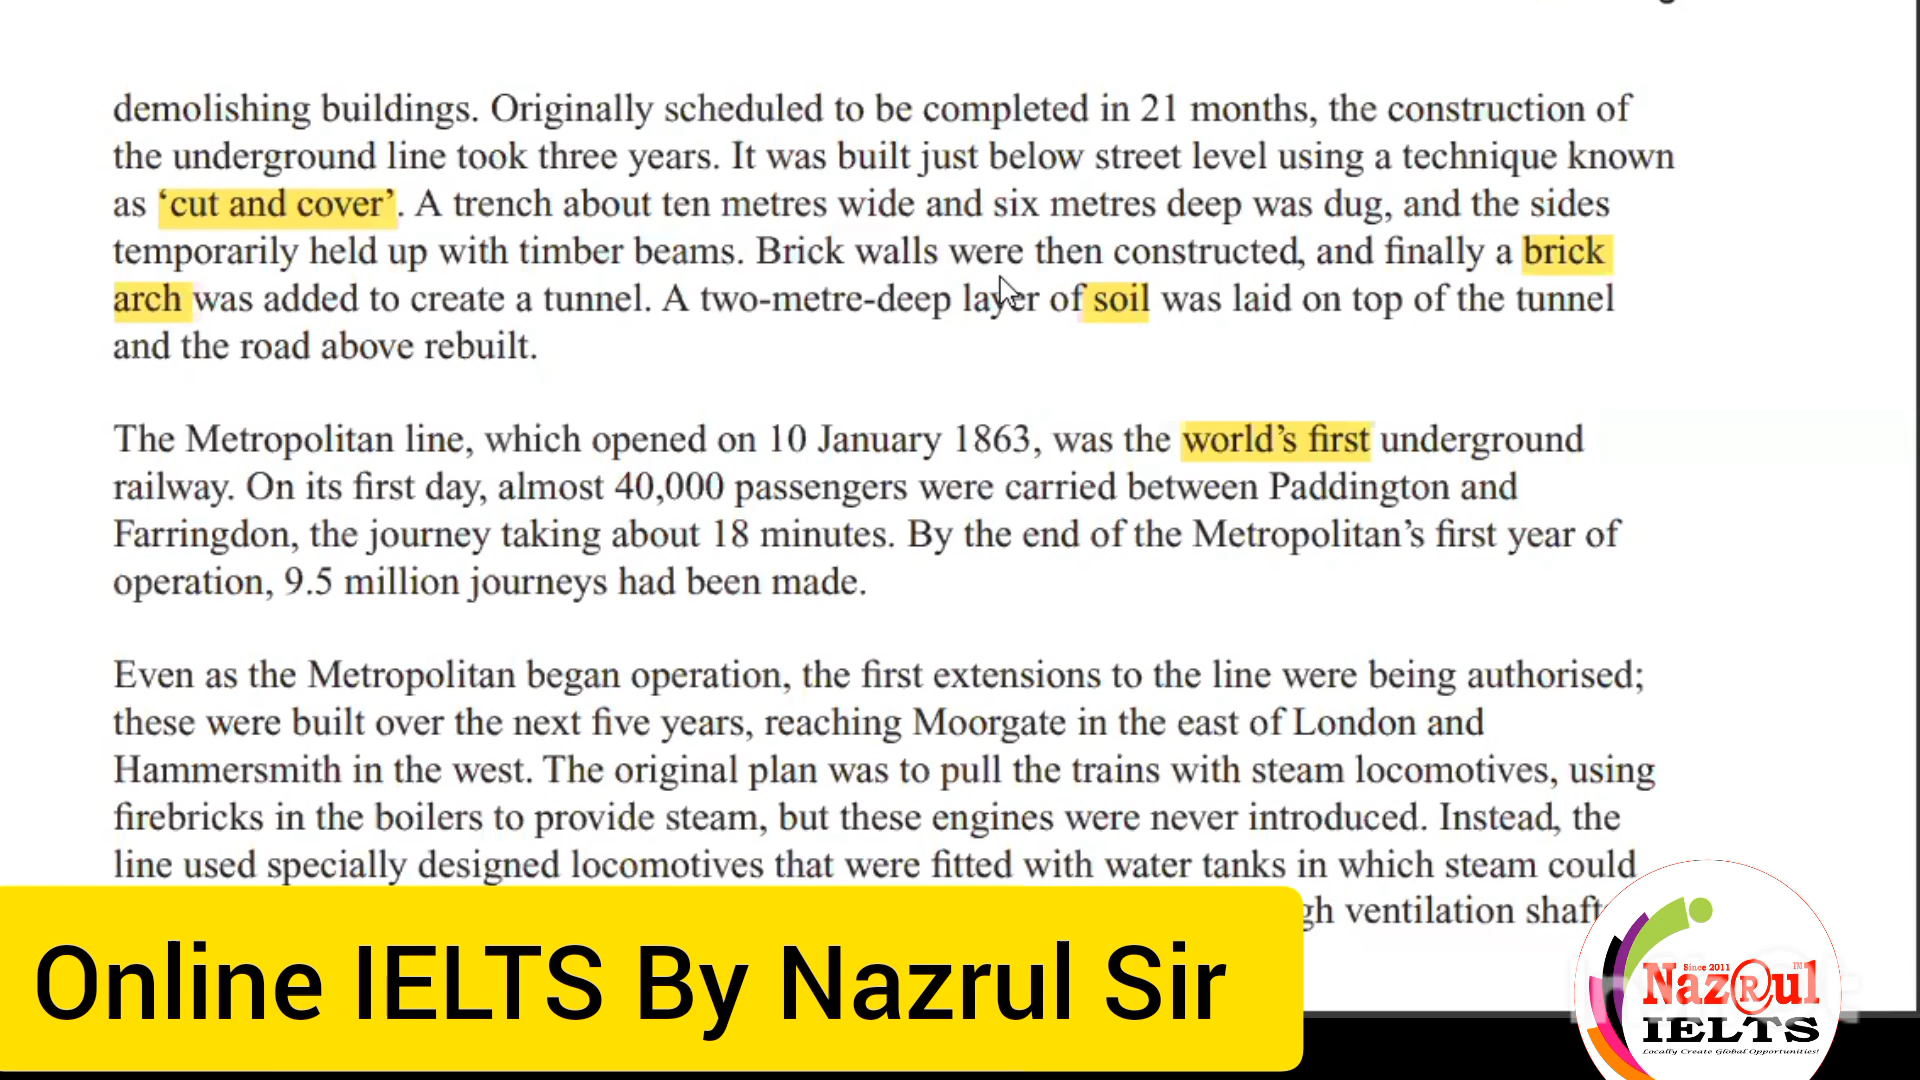 demolishing buildings. Originally scheduled to be completed in 21 months, the construction of
the underground line took three years. It was built just below street level using a technique known
as ‘cut and cover’. A trench about ten metres wide and six metres deep was dug, and the sides
temporarily held up with timber beams. Brick walls were then constructed, and finally a brick
arch was added to create a tunnel. A two-metre-deep layer of soil was laid on top of the tunnel
and the road above rebuilt.
The Metropolitan line, which opened on 10 January 1863, was the world’s first underground
railway. On its first day, almost 40,000 passengers were carried between Paddington and
Farringdon, the journey taking about 18 minutes. By the end of the Metropolitan’s first year of
operation, 9.5 million journeys had been made.
Even as the Metropolitan began operation, the first extensions to the line were being authorised;
these were built over the next five years, reaching Moorgate in the east of London and
Hammersmith in the west. The original plan was to pull the trains with steam locomotives, using
firebricks in the boilers to provide steam, but these engines were never introduced. Instead, the
line used specially designed locomotives that were fitted with water tanks in which steam could
ventilation
Online IELTS By Nazrul Sir
Since 2011
NazRul TM
IELTS
Locally Create Global Opportunities!